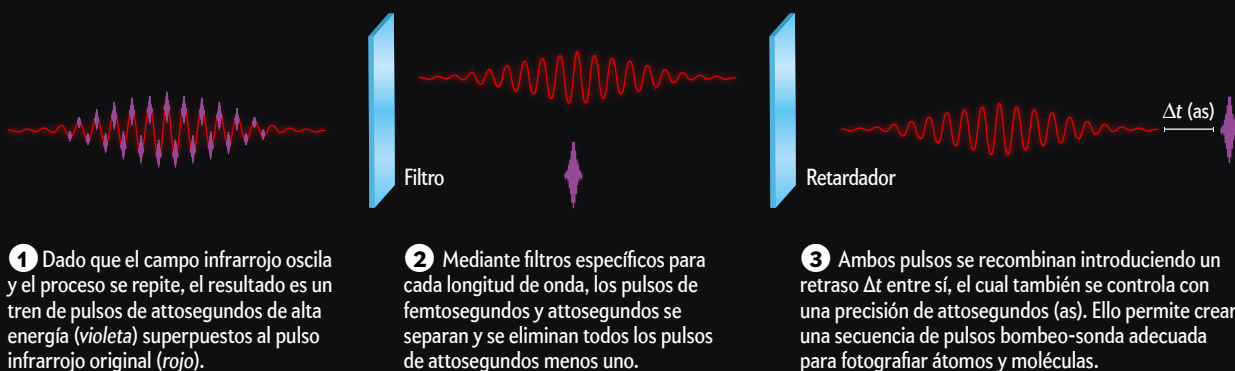 Filtro
Retardador
Δt (as)
1 Dado que el campo infrarrojo oscila
y el proceso se repite, el resultado es un
tren de pulsos de attosegundos de alta
energía (violeta) superpuestos al pulso
infrarrojo original (rojo).
2 Mediante filtros específicos para
cada longitud de onda, los pulsos de
femtosegundos y attosegundos se
separan y se eliminan todos los pulsos
de attosegundos menos uno.
3 Ambos pulsos se recombinan introduciendo un
retraso Δt entre sí, el cual también se controla con
una precisión de attosegundos (as). Ello permite crear
una secuencia de pulsos bombeo-sonda adecuada
para fotografiar átomos y moléculas.